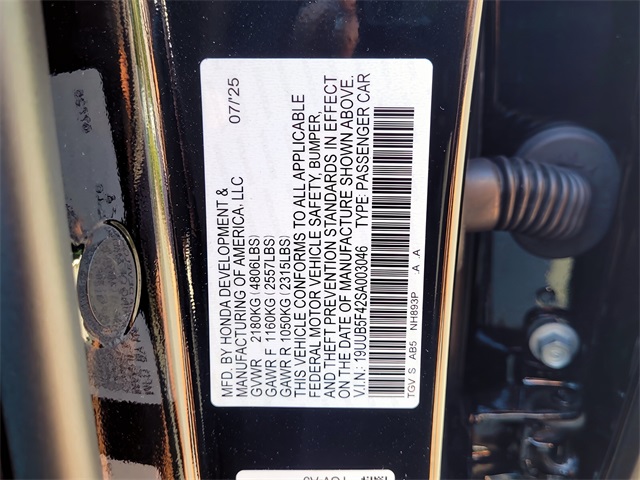 MFD. BY HONDA DEVELOPMENT & 07/'25
MANUFACTURING OF AMERICA, LLC
GVWR 2180KG (4806LBS)
GAWR F 1160KG (2557LBS)
GAWR R 1050KG (2315LBS)
THIS VEHICLE CONFORMS TO ALL APPLICABLE
FEDERAL MOTOR VEHICLE SAFETY, BUMPER,
AND THEFT PREVENTION STANDARDS IN EFFECT
ON THE DATE OF MANUFACTURE SHOWN ABOVE.
V.I.N.: 19UUB5F42SA003046 TYPE: PASSENGER CAR
TGV S AB5 NH893P :A .A